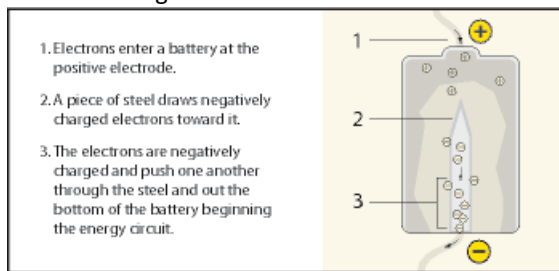 1. Electrons enter a battery at the
positive electrode.
2. A piece of steel draws negatively
charged electrons toward it.
3. The electrons are negatively
charged and push one another
through the steel and out the
bottom of the battery beginning
the energy circuit.
1
+
2
3
−